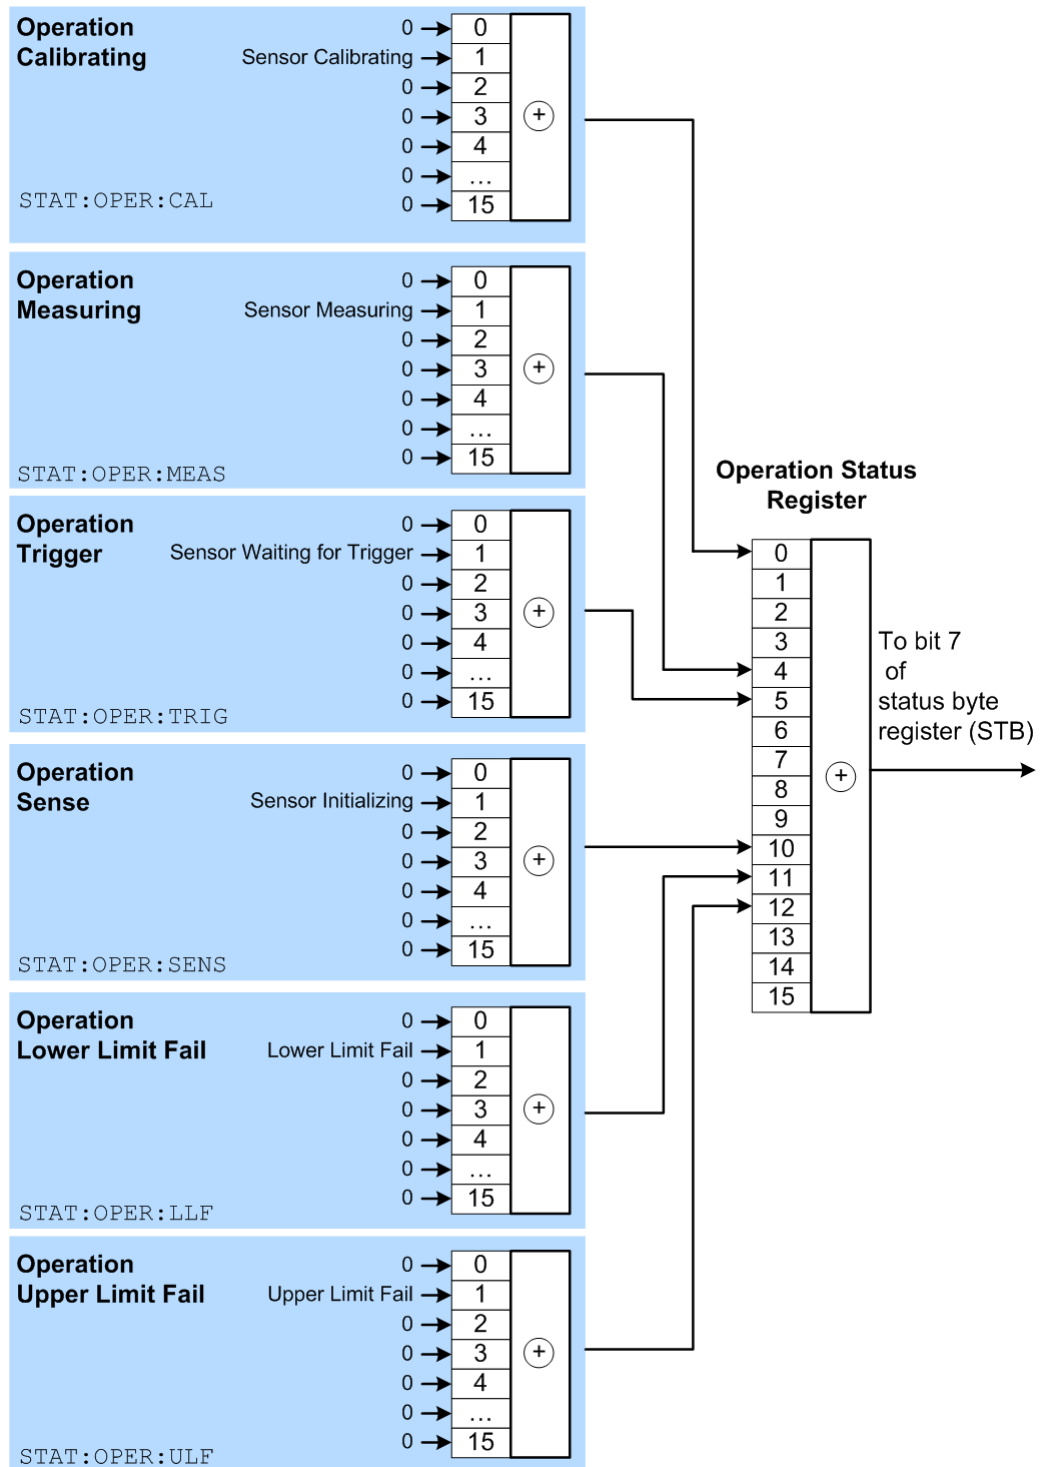 Operation
Calibrating
STAT:OPER:CAL
0 0
Sensor Calibrating 1
0 2
0 3
0 4
0 ...
0 15
+
Operation
Measuring
STAT:OPER:MEAS
0 0
Sensor Measuring 1
0 2
0 3
0 4
0 ...
0 15
+
Operation
Trigger
STAT:OPER:TRIG
0 0
Sensor Waiting for Trigger 1
0 2
0 3
0 4
0 ...
0 15
+
Operation
Sense
STAT:OPER:SENS
0 0
Sensor Initializing 1
0 2
0 3
0 4
0 ...
0 15
+
Operation
Lower Limit Fail
STAT:OPER:LLF
0 0
Lower Limit Fail 1
0 2
0 3
0 4
0 ...
0 15
+
Operation
Upper Limit Fail
STAT:OPER:ULF
0 0
Upper Limit Fail 1
0 2
0 3
0 4
0 ...
0 15
+
Operation Status
Register
0
1
2
3
4
5
6
7
8
9
10
11
12
13
14
15
+
To bit 7
of
status byte
register (STB)